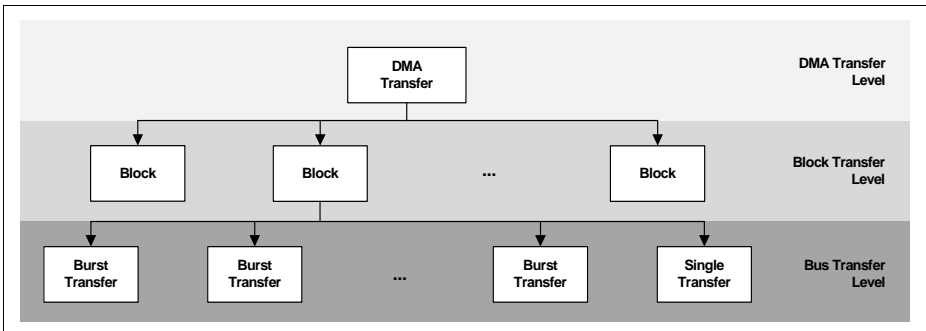 DMA
Transfer
DMA Transfer
Level
Block
Block
...
Block
Block Transfer
Level
Burst
Transfer
Burst
Transfer
...
Burst
Transfer
Single
Transfer
Bus Transfer
Level